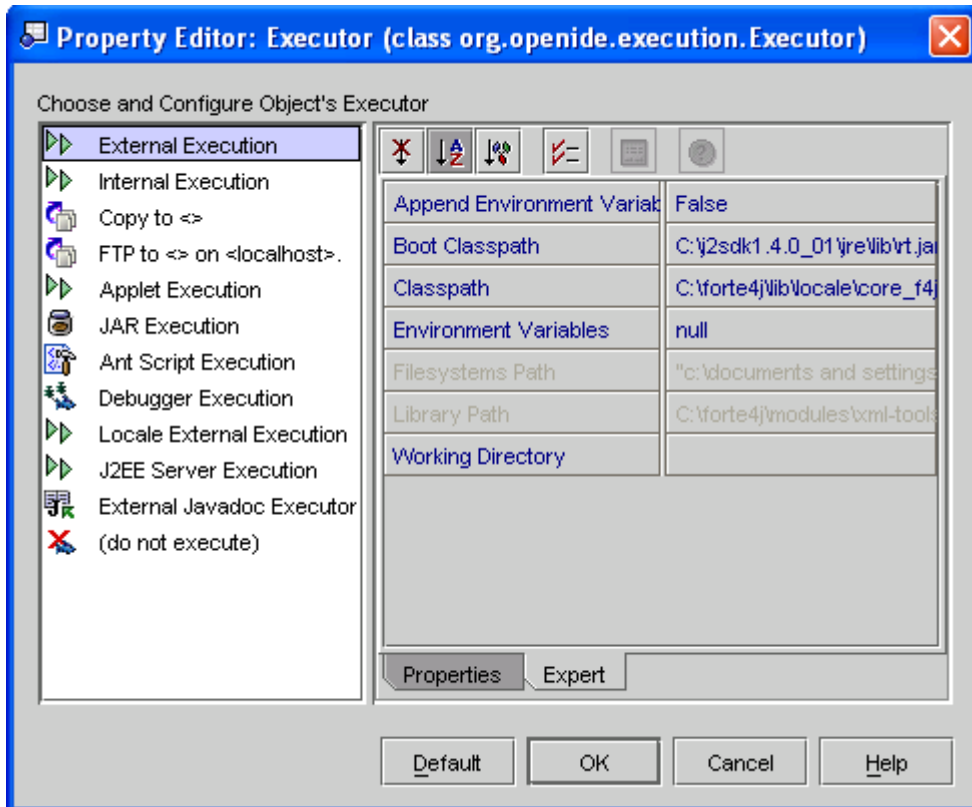 Property Editor: Executor (class org.openide.execution.Executor)
Choose and Configure Object's Executor
External Execution
Internal Execution
Copy to <>
FTP to <> on <localhost>.
Applet Execution
JAR Execution
Ant Script Execution
Debugger Execution
Locale External Execution
J2EE Server Execution
External Javadoc Executor
(do not execute)
Append Environment Variab False
Boot Classpath C:\j2sdk1.4.0_01\jre\lib\rt.jar
Classpath C:\forte4j\lib\locale\core_f4j
Environment Variables null
Filesystems Path "c:\documents and settings
Library Path C:\forte4j\modules\xml-tools
Working Directory
Properties Expert
Default OK Cancel Help